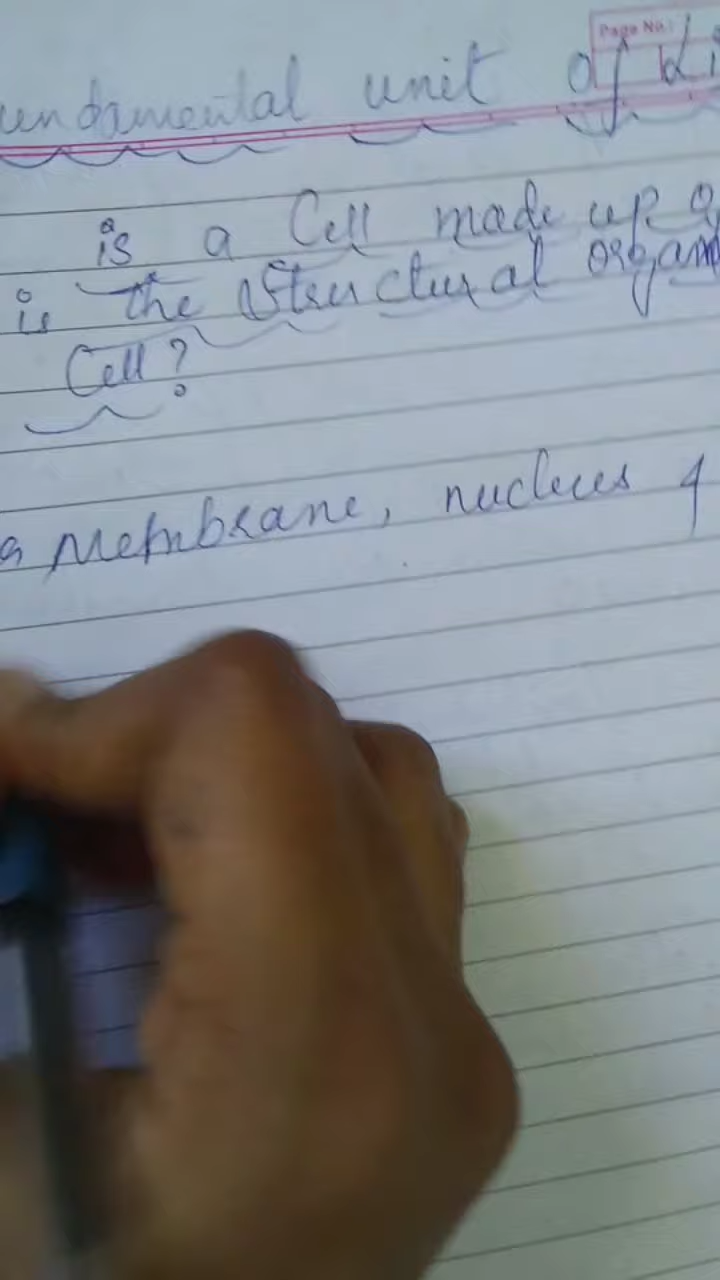 Page No.:
undamental unit of Li
is a Cell made up o
is the Structural organ
Cell?
a Membrane, nucleus &